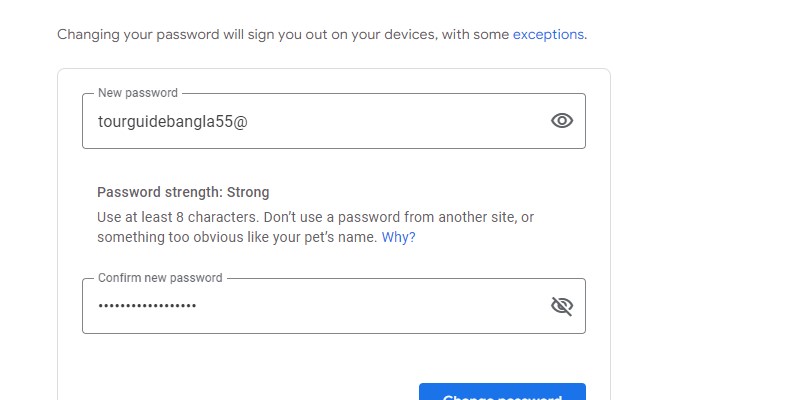 Changing your password will sign you out on your devices, with some exceptions.
New password
tourguidebangla55@
Password strength: Strong
Use at least 8 characters. Don’t use a password from another site, or
something too obvious like your pet’s name. Why?
Confirm new password
••••••••••••••••••
Change password